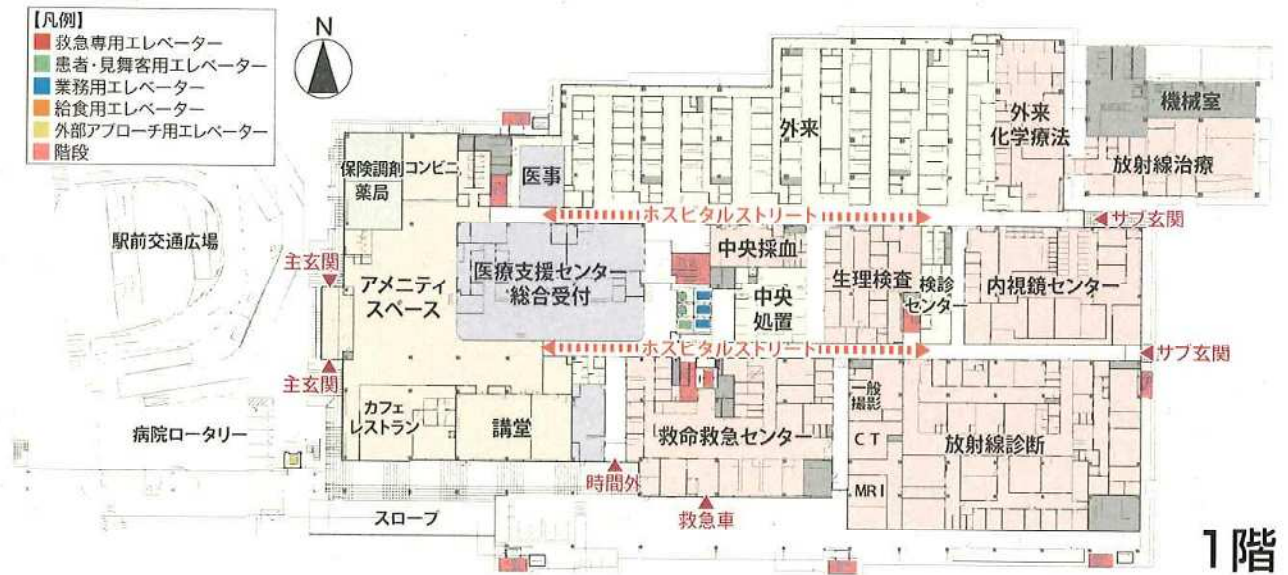 【凡例】
救急専用エレベーター
患者・見舞客用エレベーター
業務用エレベーター
給食用エレベーター
外部アプローチ用エレベーター
階段
N
外来
外来
化学療法
機械室
放射線治療
保険調剤
薬局
コンビニ
医事
ホスピタルストリート
サブ玄関
駅前交通広場
主玄関
アメニティ
スペース
医療支援センター
総合受付
中央採血
中央
処置
生理検査
検診
センター
内視鏡センター
ホスピタルストリート
サブ玄関
主玄関
カフェ
レストラン
講堂
救命救急センター
一般
撮影
CT
MRI
放射線診断
病院ロータリー
時間外
救急車
スロープ
1階